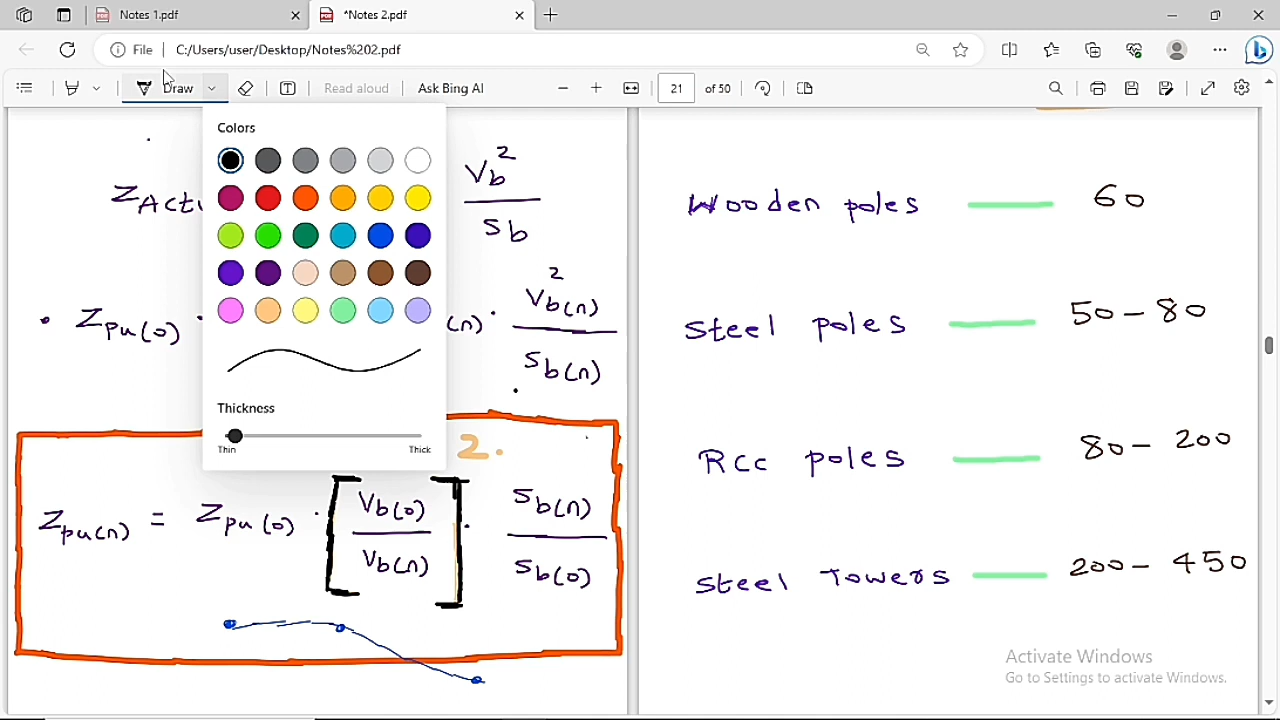 Notes 1.pdf
*Notes 2.pdf
File
C:/Users/user/Desktop/Notes%202.pdf
Draw
Read aloud
Ask Bing AI
21 of 50
Colors
Thickness
Thin
Thick
Z Actu
Vb²
Sb
Zpu(o)
(n) · Vb(n)²
Sb(n)
2.
Zpu(n) = Zpu(o) · [Vb(o) / Vb(n)] · Sb(n) / Sb(o)
Wooden poles — 60
Steel poles — 50 - 80
Rcc poles — 80 - 200
Steel Towers — 200 - 450
Activate Windows
Go to Settings to activate Windows.